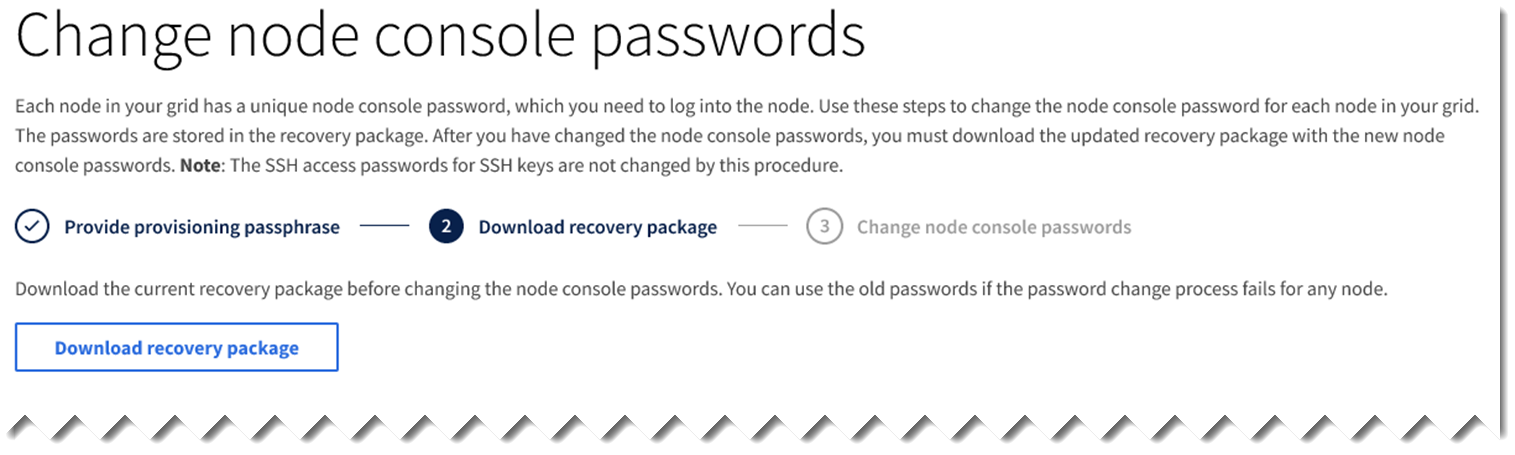 Change node console passwords
Each node in your grid has a unique node console password, which you need to log into the node. Use these steps to change the node console password for each node in your grid.
The passwords are stored in the recovery package. After you have changed the node console passwords, you must download the updated recovery package with the new node
console passwords. Note: The SSH access passwords for SSH keys are not changed by this procedure.
Provide provisioning passphrase 2 Download recovery package 3 Change node console passwords
Download the current recovery package before changing the node console passwords. You can use the old passwords if the password change process fails for any node.
Download recovery package